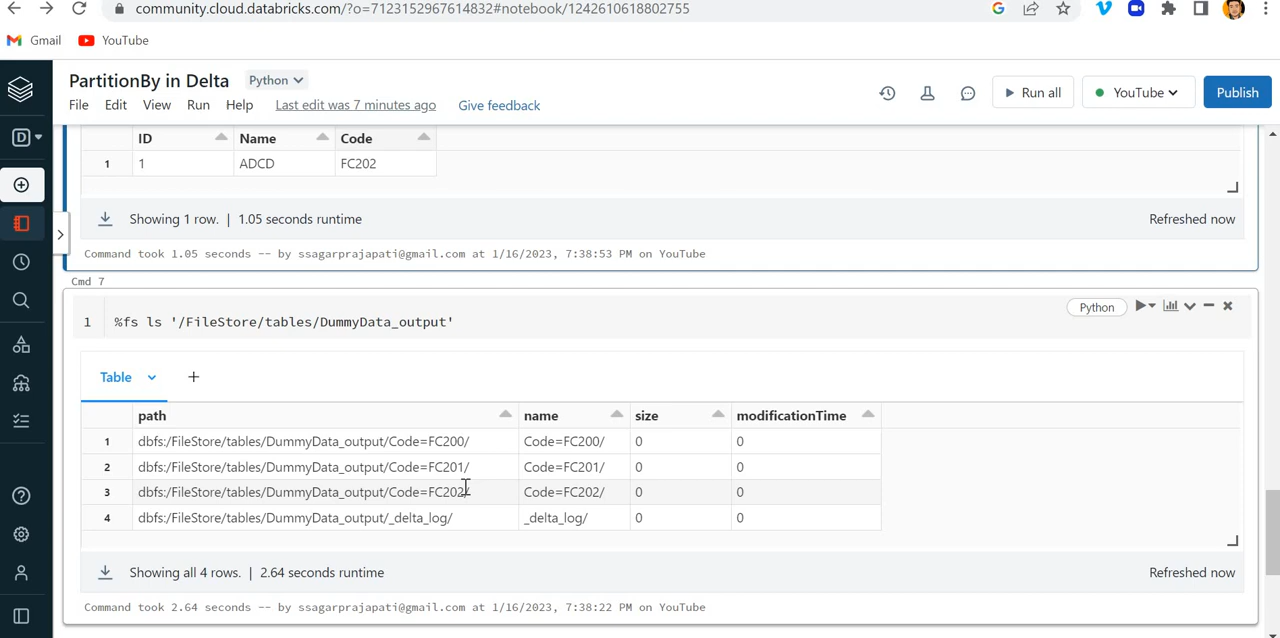 community.cloud.databricks.com/?o=7123152967614832#notebook/1242610618802755
Gmail YouTube
PartitionBy in Delta Python
File Edit View Run Help Last edit was 7 minutes ago Give feedback
Run all YouTube Publish
D
ID Name Code
1 1 ADCD FC202
Showing 1 row. | 1.05 seconds runtime Refreshed now
Command took 1.05 seconds -- by ssagarprajapati@gmail.com at 1/16/2023, 7:38:53 PM on YouTube
Cmd 7
Python
1 %fs ls '/FileStore/tables/DummyData_output'
Table +
path name size modificationTime
1 dbfs:/FileStore/tables/DummyData_output/Code=FC200/ Code=FC200/ 0 0
2 dbfs:/FileStore/tables/DummyData_output/Code=FC201/ Code=FC201/ 0 0
3 dbfs:/FileStore/tables/DummyData_output/Code=FC202/ Code=FC202/ 0 0
4 dbfs:/FileStore/tables/DummyData_output/_delta_log/ _delta_log/ 0 0
Showing all 4 rows. | 2.64 seconds runtime Refreshed now
Command took 2.64 seconds -- by ssagarprajapati@gmail.com at 1/16/2023, 7:38:22 PM on YouTube